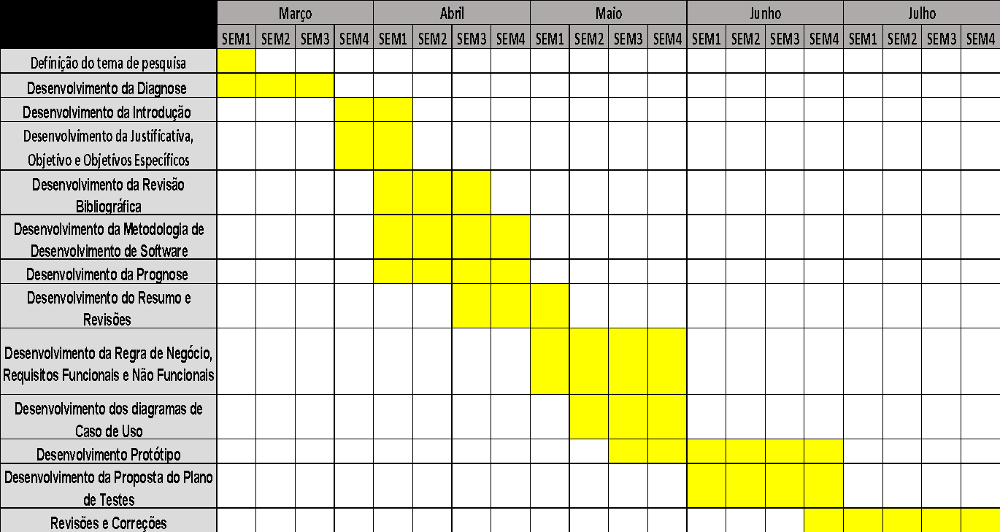 Março Abril Maio Junho Julho
SEM1 SEM2 SEM3 SEM4 SEM1 SEM2 SEM3 SEM4 SEM1 SEM2 SEM3 SEM4 SEM1 SEM2 SEM3 SEM4 SEM1 SEM2 SEM3 SEM4
Definição do tema de pesquisa
Desenvolvimento da Diagnose
Desenvolvimento da Introdução
Desenvolvimento da Justificativa,
Objetivo e Objetivos Específicos
Desenvolvimento da Revisão
Bibliográfica
Desenvolvimento da Metodologia de
Desenvolvimento de Software
Desenvolvimento da Prognose
Desenvolvimento do Resumo e
Revisões
Desenvolvimento da Regra de Negócio,
Requisitos Funcionais e Não Funcionais
Desenvolvimento dos diagramas de
Caso de Uso
Desenvolvimento Protótipo
Desenvolvimento da Proposta do Plano
de Testes
Revisões e Correções